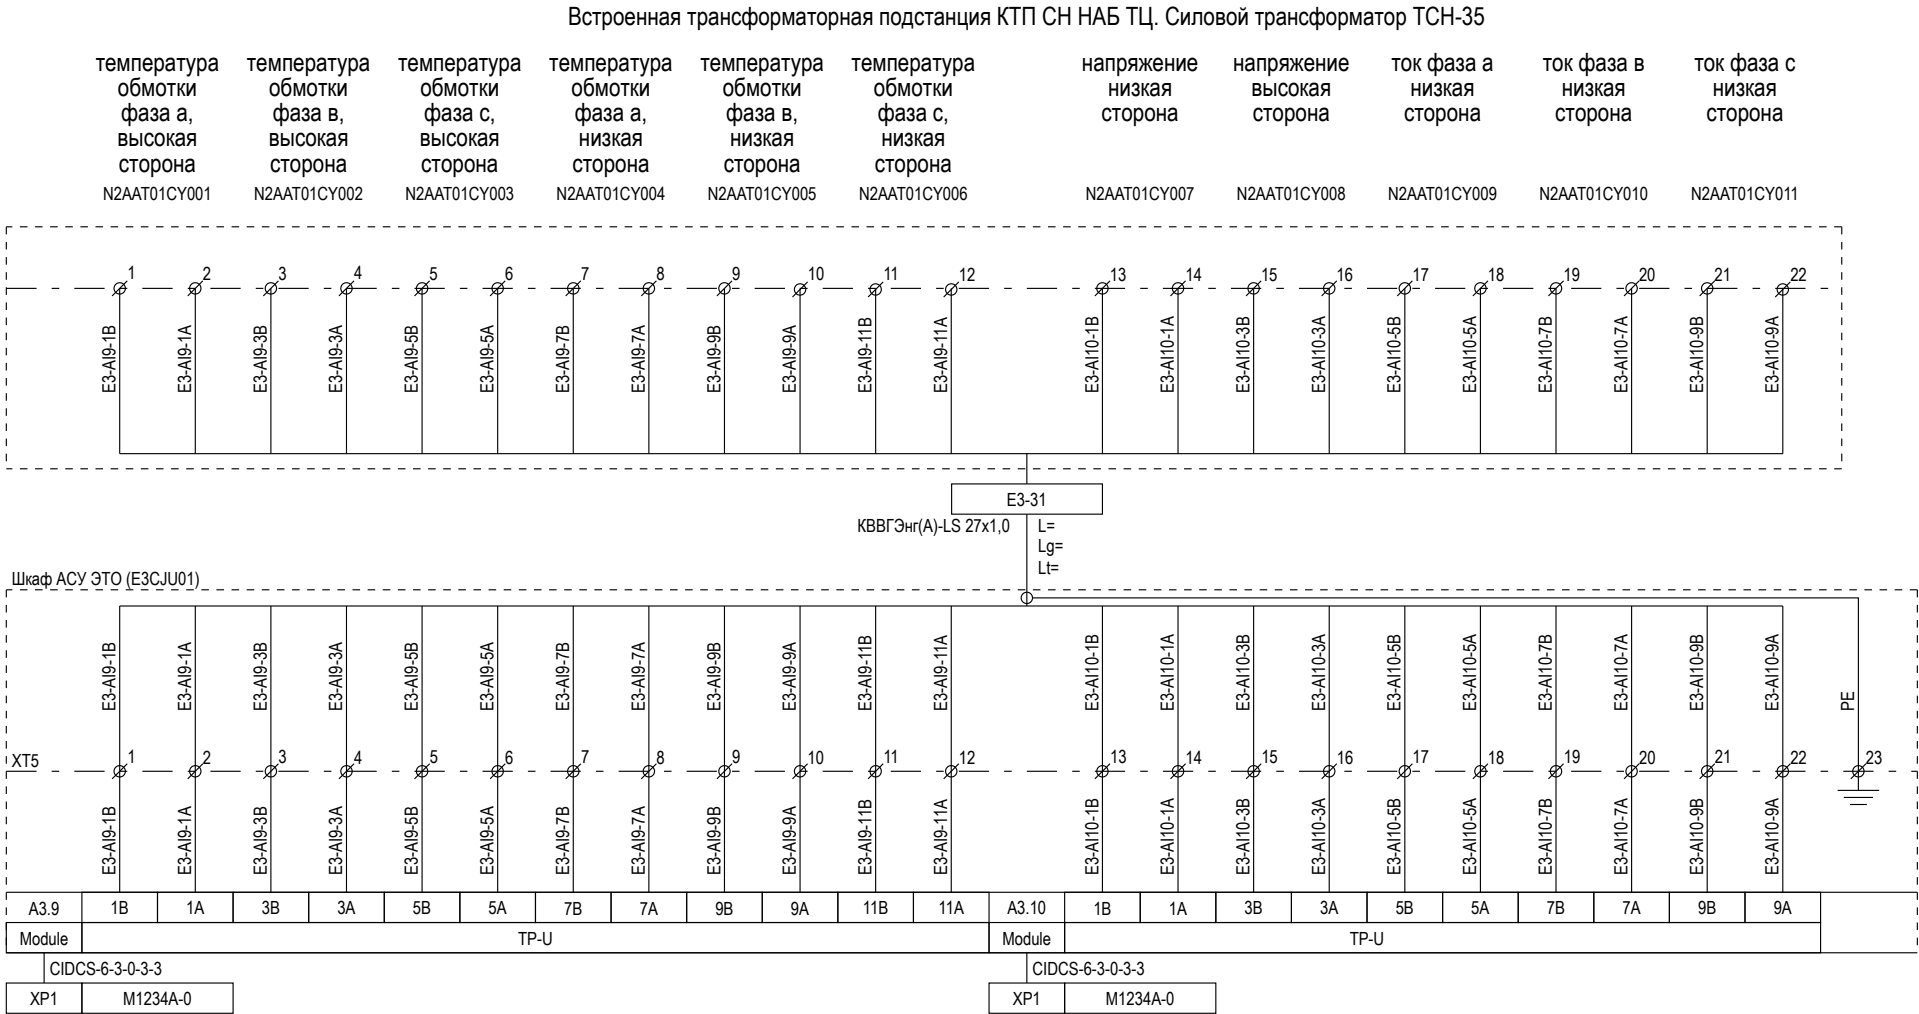 Встроенная трансформаторная подстанция КТП СН НАБ ТЦ. Силовой трансформатор ТСН-35
температура обмотки фаза а, высокая сторона
температура обмотки фаза в, высокая сторона
температура обмотки фаза с, высокая сторона
температура обмотки фаза а, низкая сторона
температура обмотки фаза в, низкая сторона
температура обмотки фаза с, низкая сторона
напряжение низкая сторона
напряжение высокая сторона
ток фаза а низкая сторона
ток фаза в низкая сторона
ток фаза с низкая сторона
N2AAT01CY001 N2AAT01CY002 N2AAT01CY003 N2AAT01CY004 N2AAT01CY005 N2AAT01CY006 N2AAT01CY007 N2AAT01CY008 N2AAT01CY009 N2AAT01CY010 N2AAT01CY011
1 2 3 4 5 6 7 8 9 10 11 12 13 14 15 16 17 18 19 20 21 22
E3-AI9-1B E3-AI9-1A E3-AI9-3B E3-AI9-3A E3-AI9-5B E3-AI9-5A E3-AI9-7B E3-AI9-7A E3-AI9-9B E3-AI9-9A E3-AI9-11B E3-AI9-11A E3-AI10-1B E3-AI10-1A E3-AI10-3B E3-AI10-3A E3-AI10-5B E3-AI10-5A E3-AI10-7B E3-AI10-7A E3-AI10-9B E3-AI10-9A
E3-31
КВВГЭнг(А)-LS 27x1,0 L=
Lg=
Lt=
Шкаф АСУ ЭТО (E3CJU01)
E3-AI9-1B E3-AI9-1A E3-AI9-3B E3-AI9-3A E3-AI9-5B E3-AI9-5A E3-AI9-7B E3-AI9-7A E3-AI9-9B E3-AI9-9A E3-AI9-11B E3-AI9-11A E3-AI10-1B E3-AI10-1A E3-AI10-3B E3-AI10-3A E3-AI10-5B E3-AI10-5A E3-AI10-7B E3-AI10-7A E3-AI10-9B E3-AI10-9A PE
XT5 1 2 3 4 5 6 7 8 9 10 11 12 13 14 15 16 17 18 19 20 21 22 23
E3-AI9-1B E3-AI9-1A E3-AI9-3B E3-AI9-3A E3-AI9-5B E3-AI9-5A E3-AI9-7B E3-AI9-7A E3-AI9-9B E3-AI9-9A E3-AI9-11B E3-AI9-11A E3-AI10-1B E3-AI10-1A E3-AI10-3B E3-AI10-3A E3-AI10-5B E3-AI10-5A E3-AI10-7B E3-AI10-7A E3-AI10-9B E3-AI10-9A
A3.9 1B 1A 3B 3A 5B 5A 7B 7A 9B 9A 11B 11A A3.10 1B 1A 3B 3A 5B 5A 7B 7A 9B 9A
Module TP-U Module TP-U
CIDCS-6-3-0-3-3 CIDCS-6-3-0-3-3
XP1 M1234A-0 XP1 M1234A-0